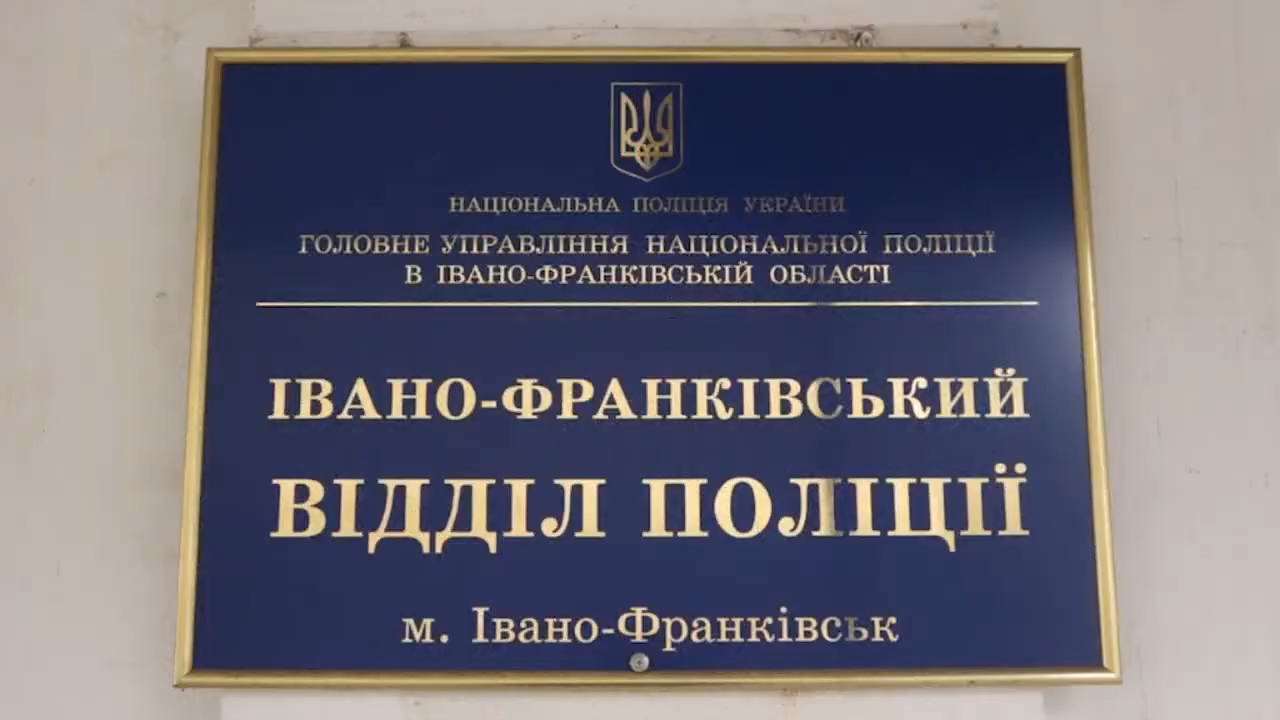 НАЦІОНАЛЬНА ПОЛІЦІЯ УКРАЇНИ
ГОЛОВНЕ УПРАВЛІННЯ НАЦІОНАЛЬНОЇ ПОЛІЦІЇ
В ІВАНО-ФРАНКІВСЬКІЙ ОБЛАСТІ
ІВАНО-ФРАНКІВСЬКИЙ
ВІДДІЛ ПОЛІЦІЇ
м. Івано-Франківськ